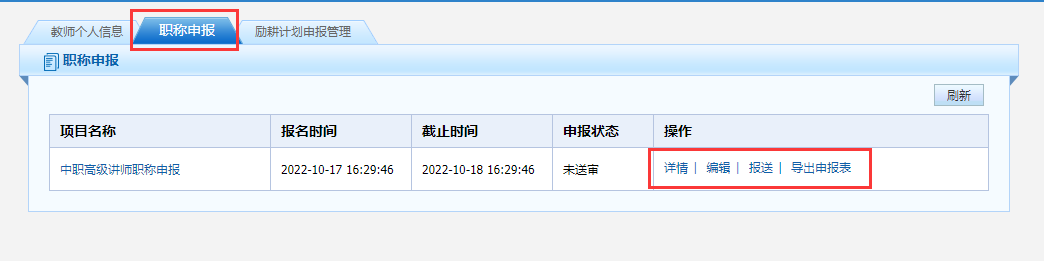 教师个人信息 职称申报 励耕计划申报管理
职称申报
刷新
项目名称 报名时间 截止时间 申报状态 操作
中职高级讲师职称申报 2022-10-17 16:29:46 2022-10-18 16:29:46 未送审 详情 | 编辑 | 报送 | 导出申报表